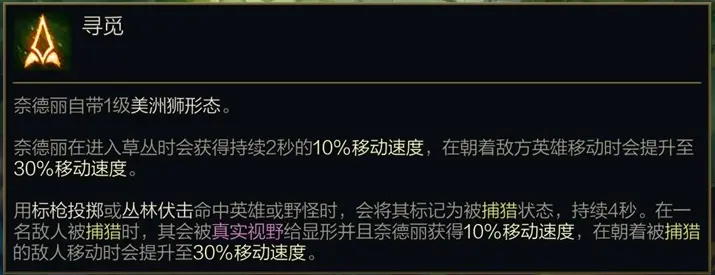 寻觅
奈德丽自带1级美洲狮形态。
奈德丽在进入草丛时会获得持续2秒的10%移动速度，在朝着敌方英雄移动时会提升至
30%移动速度。
用标枪投掷或丛林伏击命中英雄或野怪时，会将其标记为被捕猎状态，持续4秒。在一
名敌人被捕猎时，其会被真实视野给显形并且奈德丽获得10%移动速度，在朝着被捕猎
的敌人移动时会提升至30%移动速度。